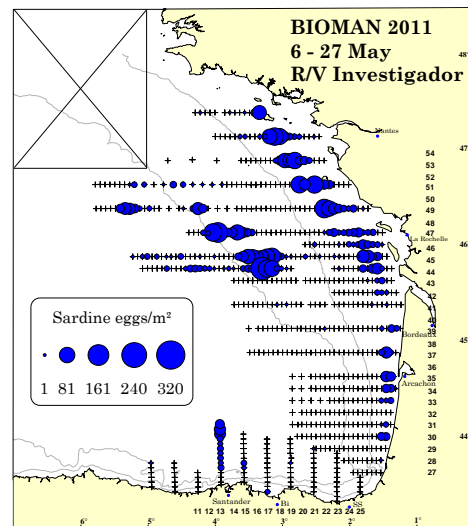 BIOMAN 2011
6 - 27 May
R/V Investigador
48°
Nantes
47°
54
53
52
51
50
49
48
47
La Rochelle
46°
46
45
44
43
42
41
40
39
Bordeaux
38
45°
37
36
35
Arcachon
34
33
32
31
30
29
28
27
Sardine eggs/m²
1 81 161 240 320
11 12 13 14 15 16 17 18 19 20 21 22 23 24 25
Santander
Bi
SS
6° 5° 4° 3° 2° 1°